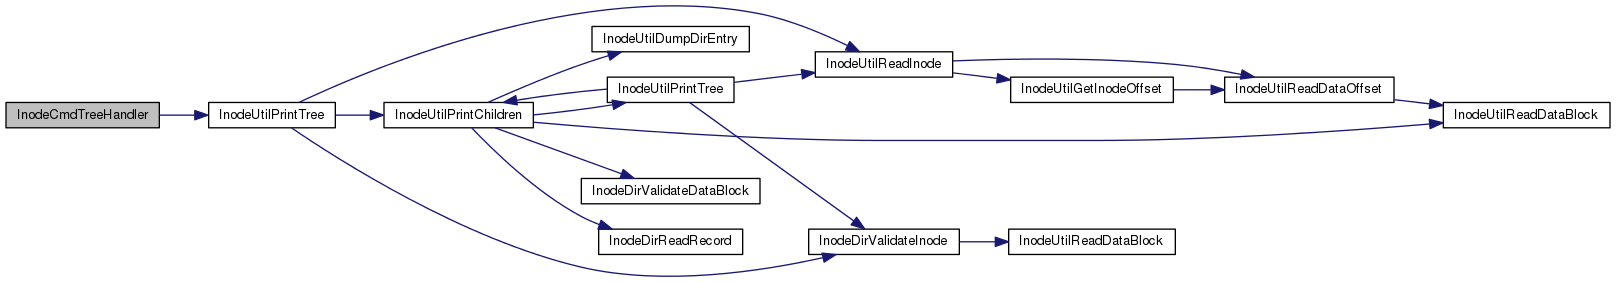 InodeCmdTreeHandler
InodeUtilPrintTree
InodeUtilPrintChildren
InodeUtilDumpDirEntry
InodeUtilPrintTree
InodeDirValidateDataBlock
InodeDirReadRecord
InodeUtilReadInode
InodeDirValidateInode
InodeUtilGetInodeOffset
InodeUtilReadDataBlock
InodeUtilReadDataOffset
InodeUtilReadDataBlock